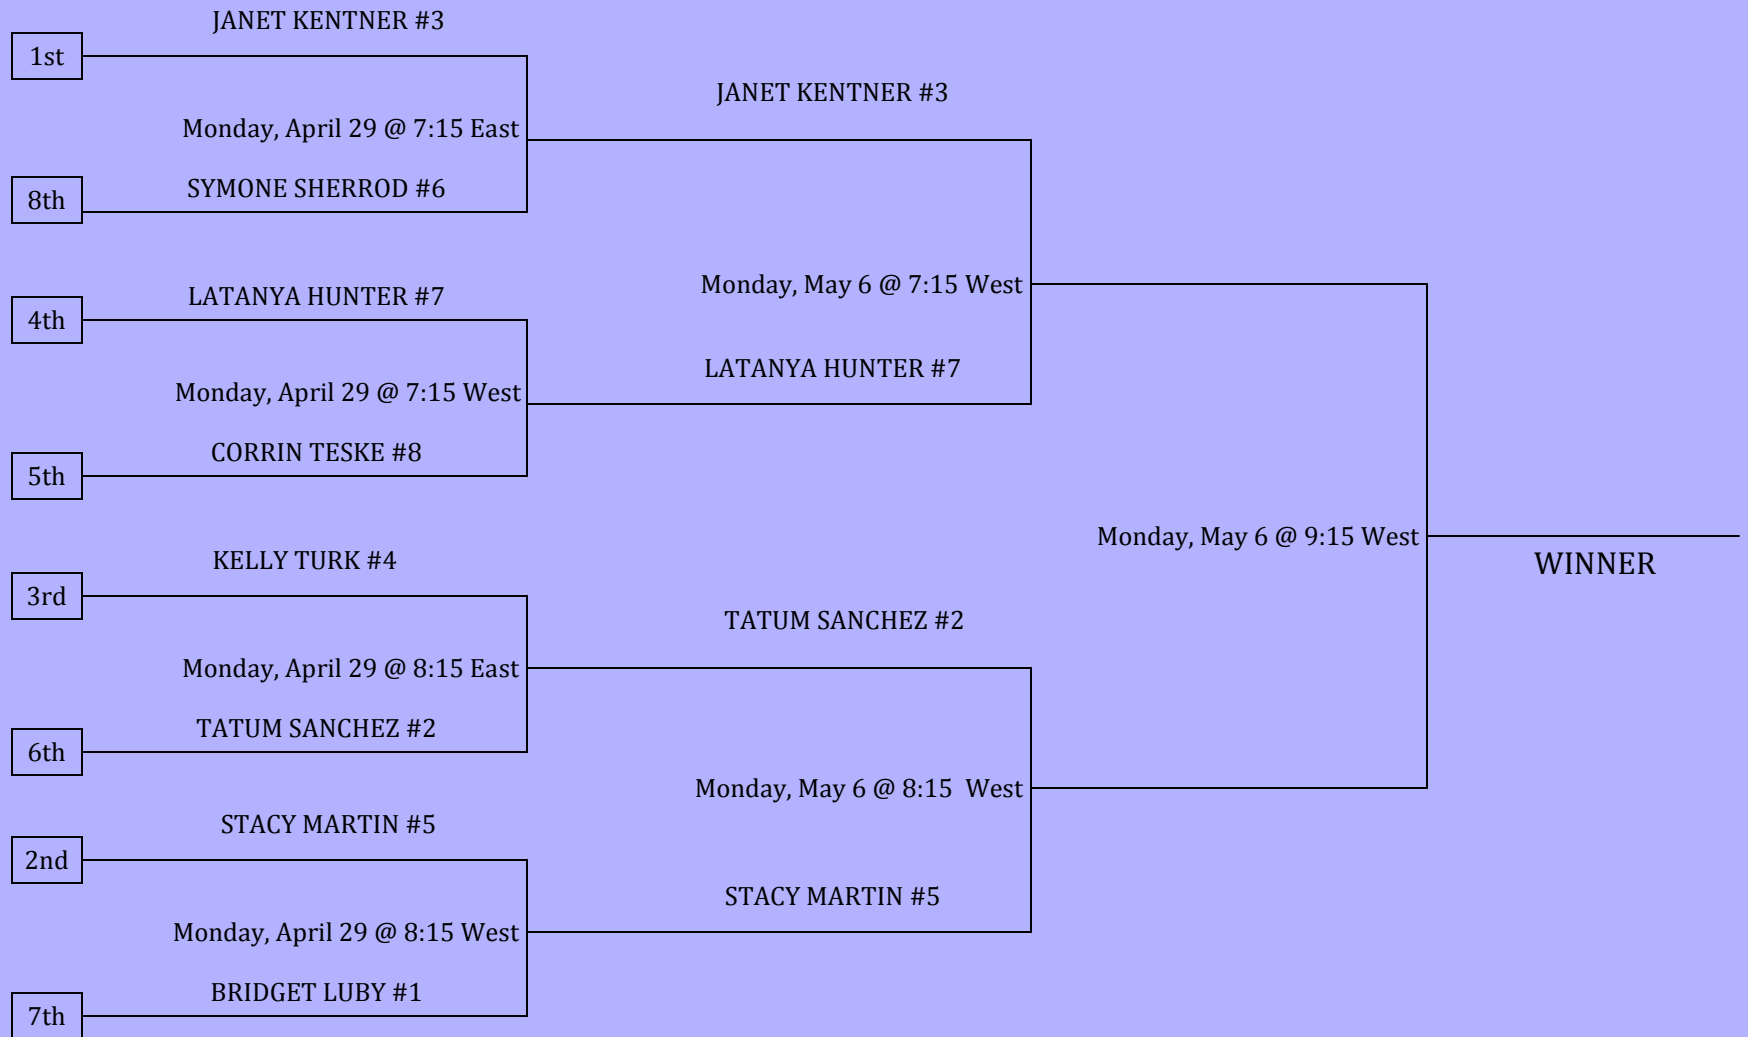 JANET KENTNER #3
1st
JANET KENTNER #3
Monday, April 29 @ 7:15 East
SYMONE SHERROD #6
8th
LATANYA HUNTER #7
Monday, May 6 @ 7:15 West
4th
LATANYA HUNTER #7
Monday, April 29 @ 7:15 West
CORRIN TESKE #8
5th
Monday, May 6 @ 9:15 West
WINNER
KELLY TURK #4
3rd
TATUM SANCHEZ #2
Monday, April 29 @ 8:15 East
TATUM SANCHEZ #2
6th
Monday, May 6 @ 8:15  West
STACY MARTIN #5
2nd
STACY MARTIN #5
Monday, April 29 @ 8:15 West
BRIDGET LUBY #1
7th